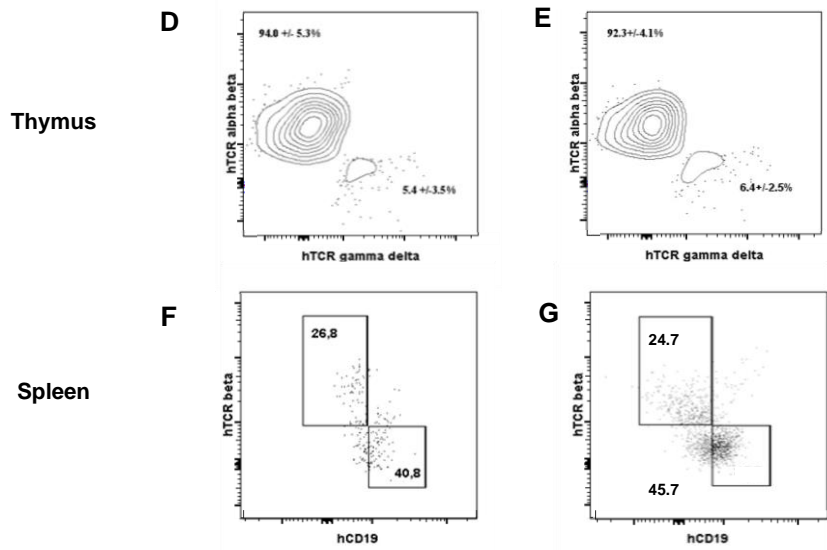 D
94.0 +/- 5.3%
hTCR alpha beta
5.4 +/-3.5%
hTCR gamma delta
E
92.3+/-4.1%
hTCR alpha beta
6.4+/-2.5%
hTCR gamma delta
Thymus
F
26,8
hTCR beta
40,8
hCD19
G
24.7
hTCR beta
45.7
hCD19
Spleen